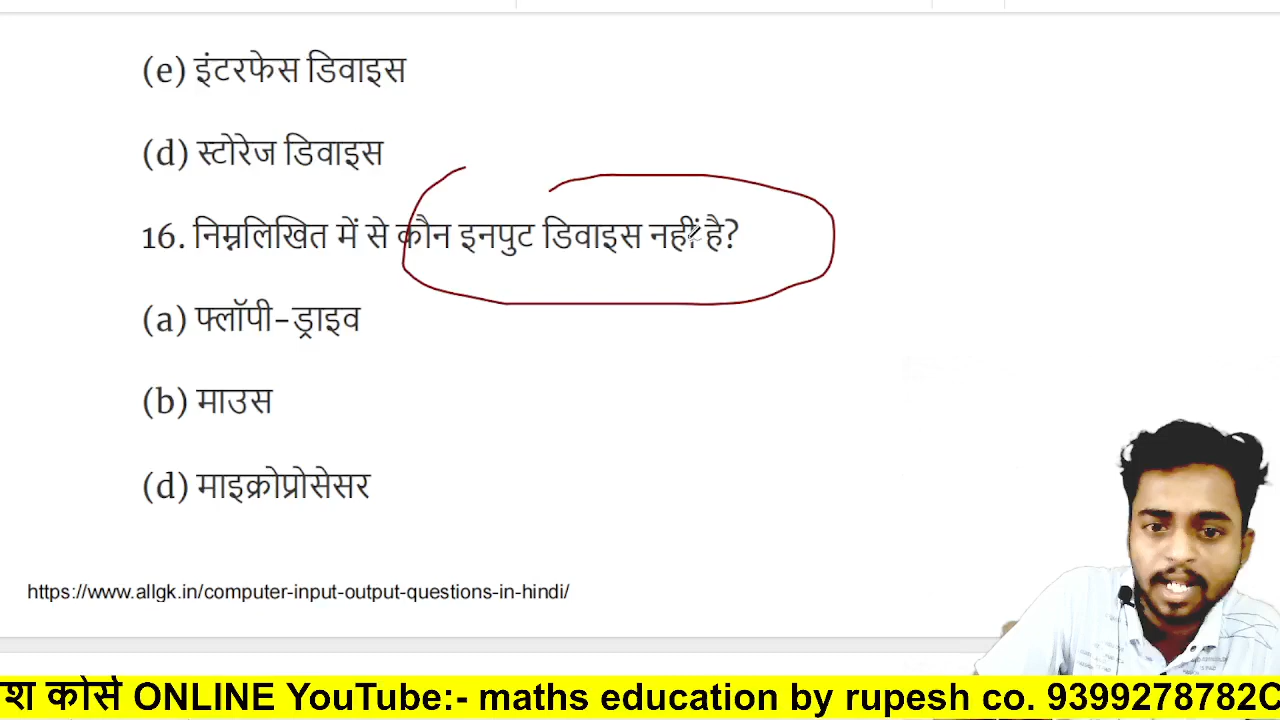 (e) इंटरफेस डिवाइस
(d) स्टोरेज डिवाइस
16. निम्नलिखित में से कौन इनपुट डिवाइस नहीं है?
(a) फ्लॉपी-ड्राइव
(b) माउस
(d) माइक्रोप्रोसेसर
https://www.allgk.in/computer-input-output-questions-in-hindi/
श कोर्स ONLINE YouTube:- maths education by rupesh co. 9399278782C